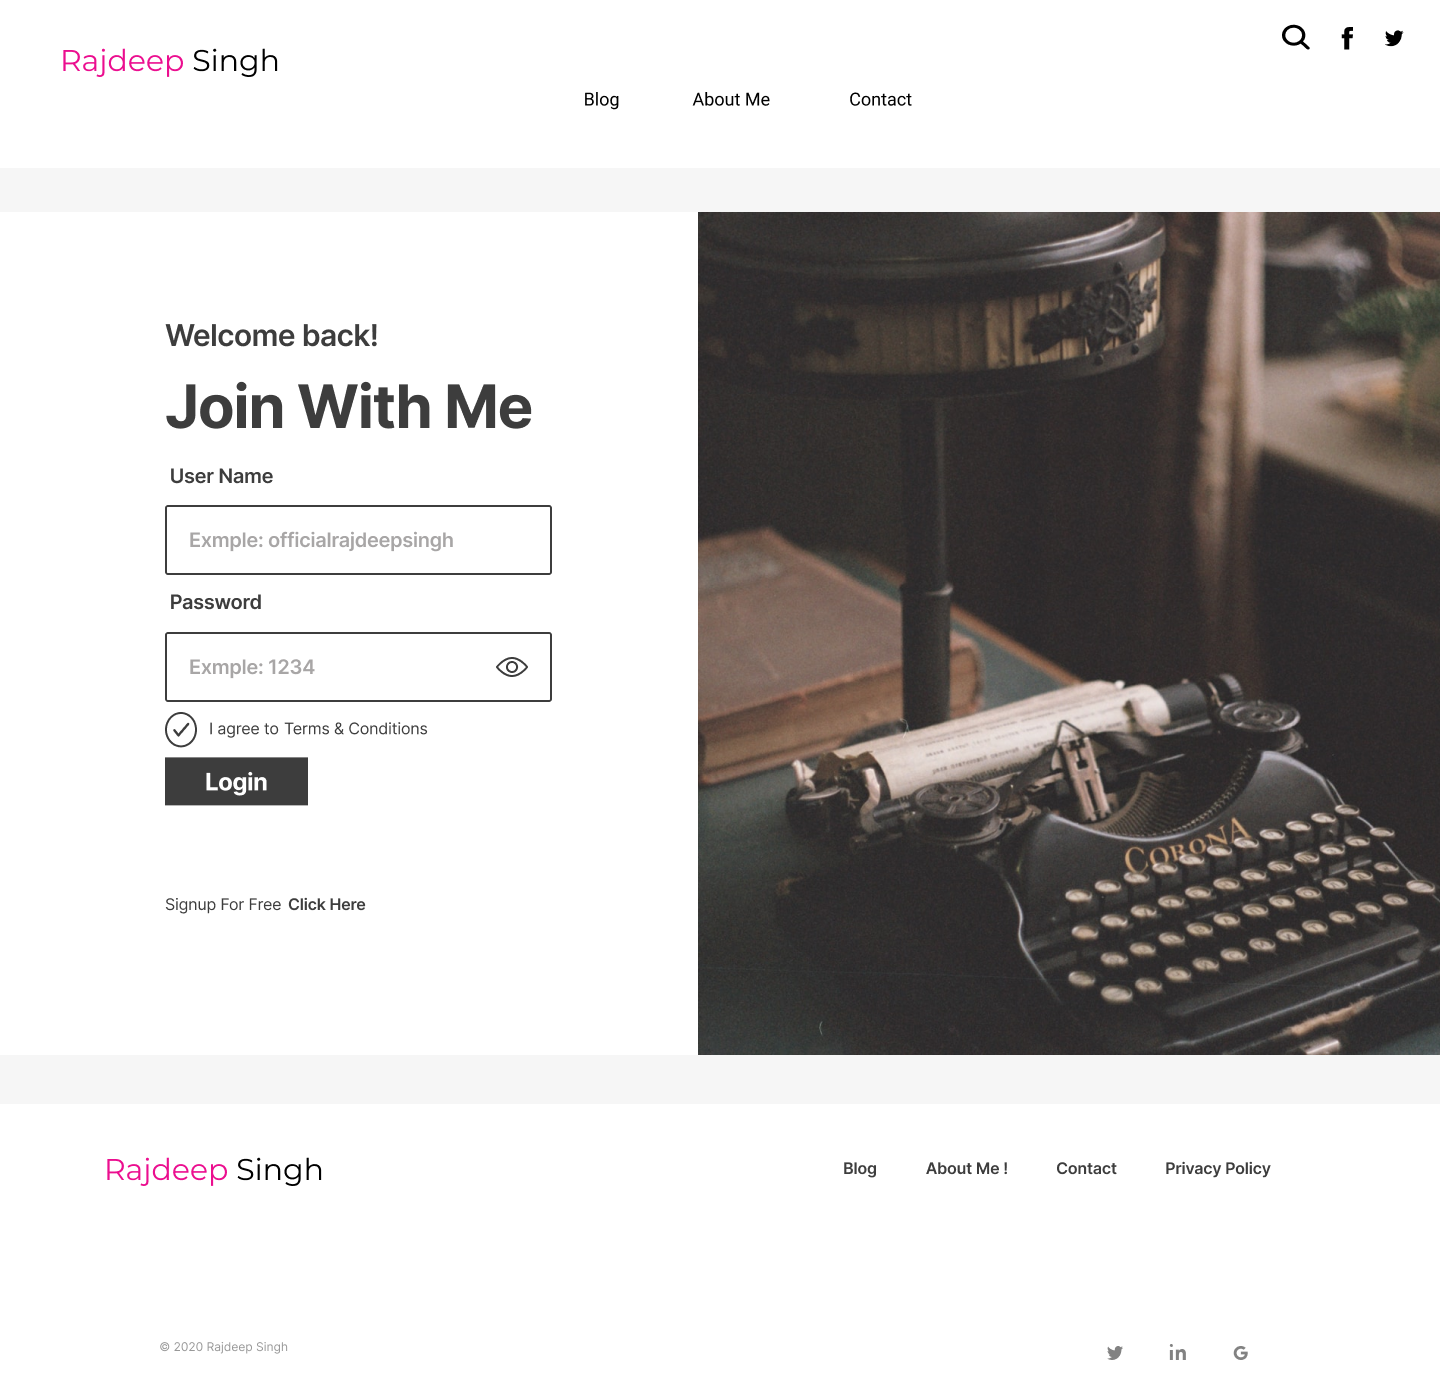 Rajdeep Singh
Blog About Me Contact
Welcome back!
Join With Me
User Name
Exmple: officialrajdeepsingh
Password
Exmple: 1234
I agree to Terms & Conditions
Login
Signup For Free Click Here
CORONA
Rajdeep Singh
Blog About Me ! Contact Privacy Policy
© 2020 Rajdeep Singh